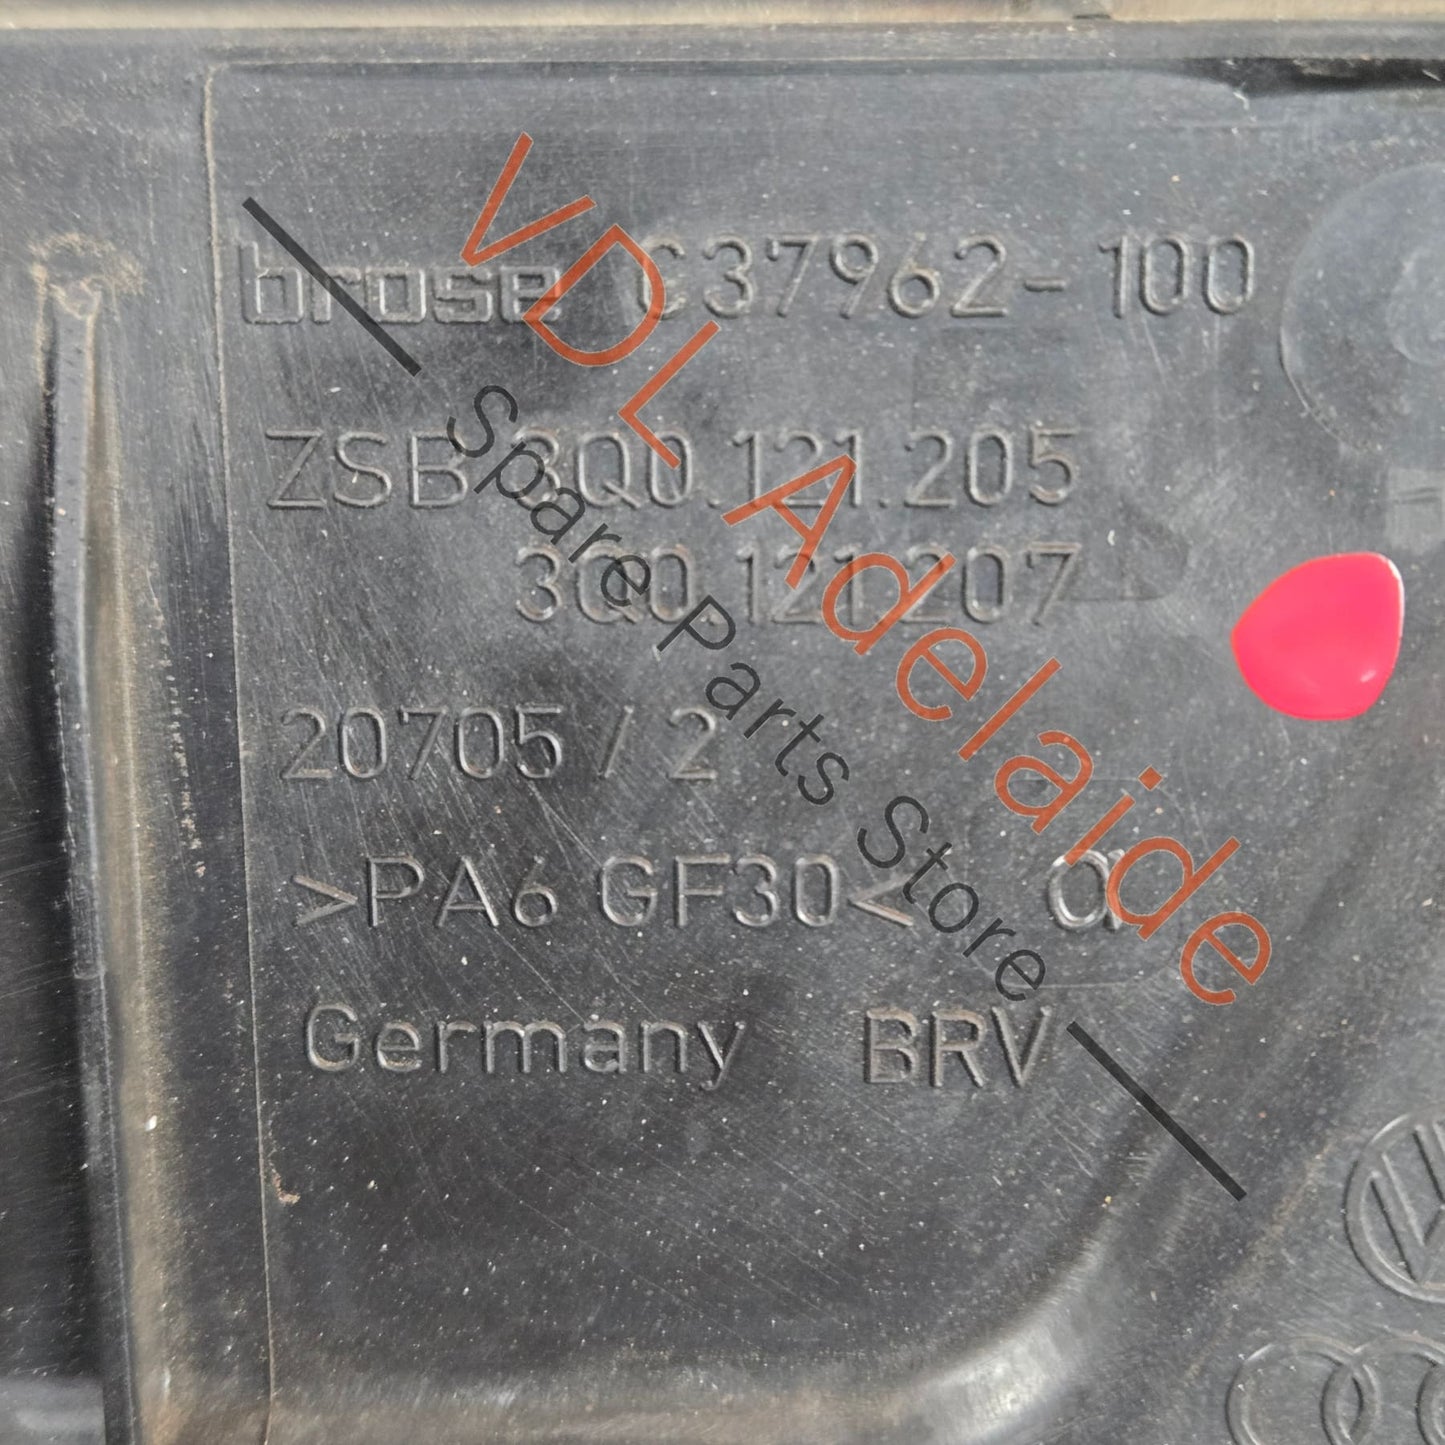 brose C37962-100
ZSB 3Q0.121.205
3Q0.121.207
20705 / 2
>PA6 GF30<
Germany BRV
VDL Adelaide
Spare Parts Store